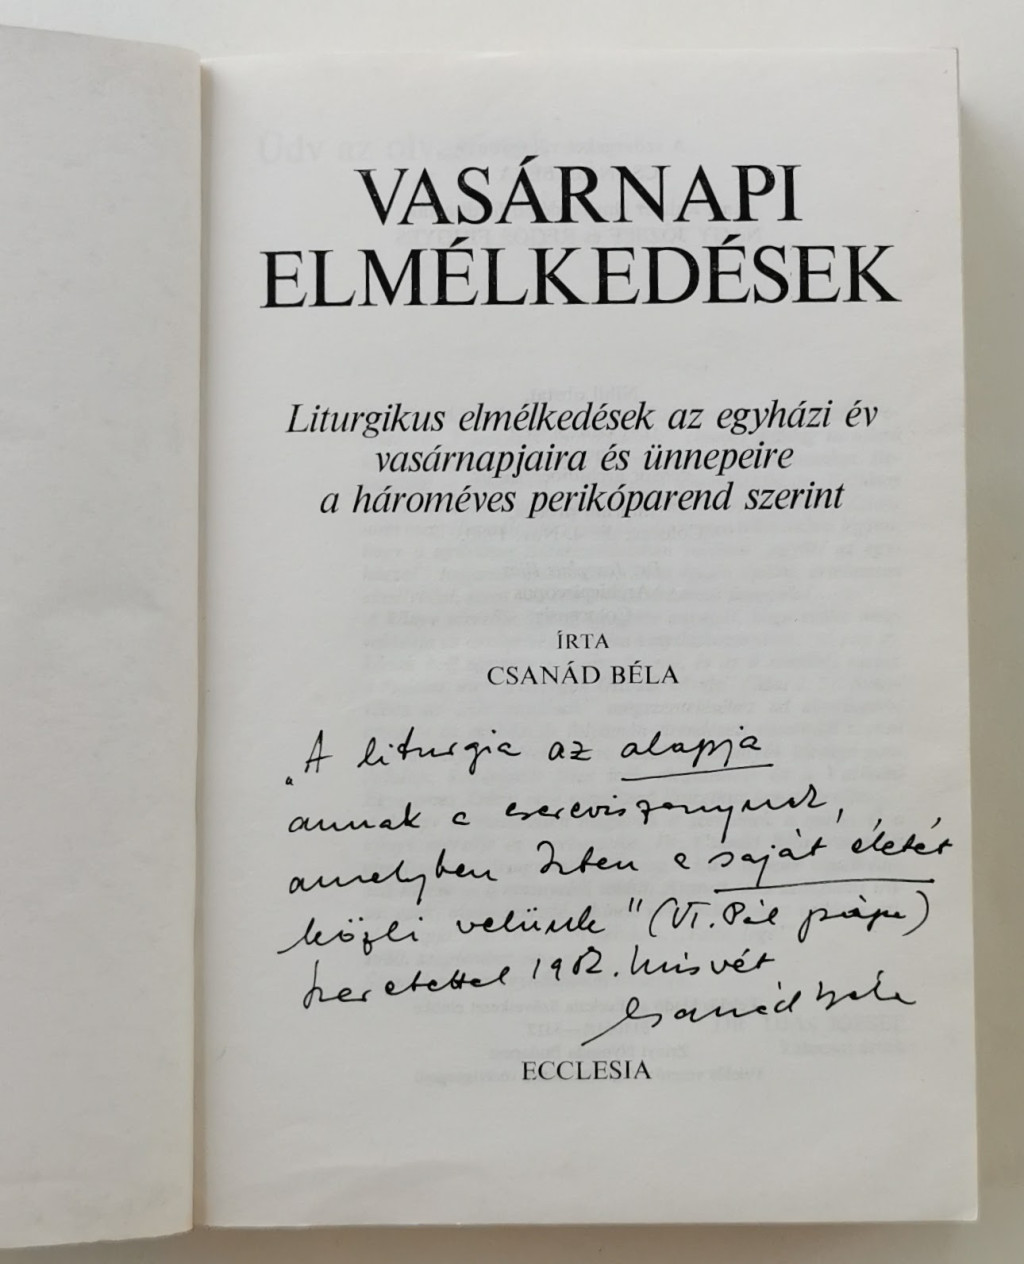 VASÁRNAPI
ELMÉLKEDÉSEK
Liturgikus elmélkedések az egyházi év
vasárnapjaira és ünnepeire
a hároméves perikóparend szerint
ÍRTA
CSANÁD BÉLA
„A liturgia az alapja
annak a csereviszonynak,
amelyben Isten a saját életét
közli velünk" (VI. Pál pápa)
Szeretettel 1982. húsvét
Csanád Béla
ECCLESIA